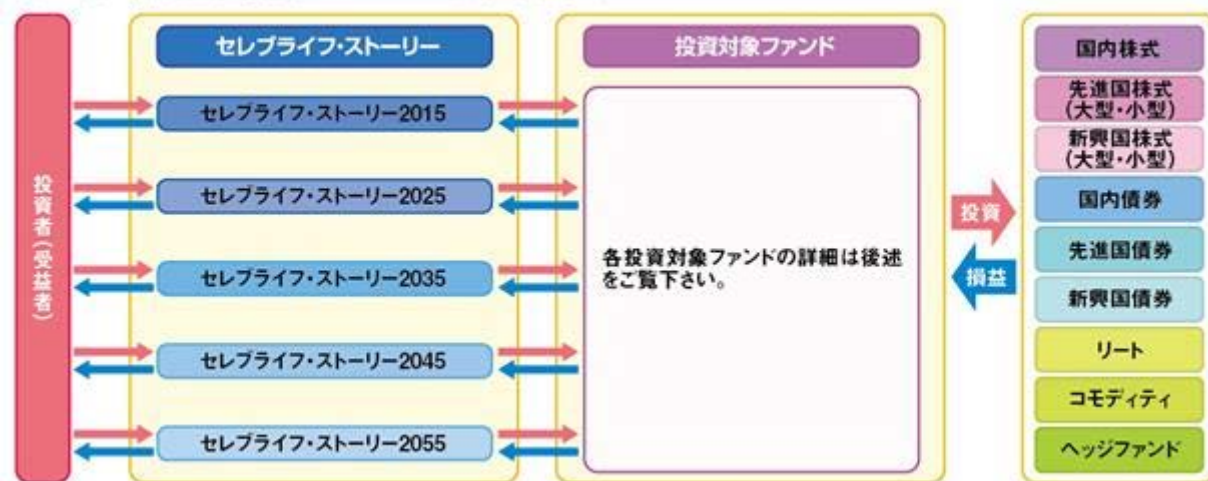 投資者(受益者)
セレブライフ・ストーリー
セレブライフ・ストーリー2015
セレブライフ・ストーリー2025
セレブライフ・ストーリー2035
セレブライフ・ストーリー2045
セレブライフ・ストーリー2055
投資対象ファンド
各投資対象ファンドの詳細は後述
をご覧下さい。
投資
損益
国内株式
先進国株式
(大型・小型)
新興国株式
(大型・小型)
国内債券
先進国債券
新興国債券
リート
コモディティ
ヘッジファンド